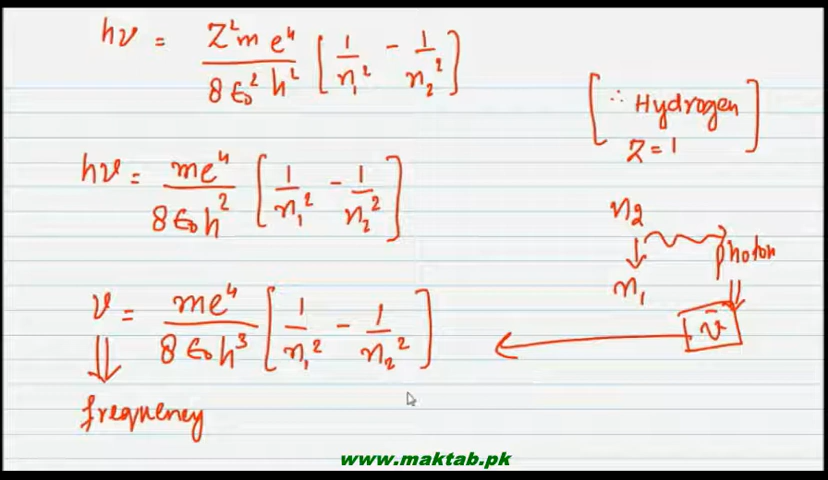 hν = Z²me⁴ / 8ε₀²h² [1/n₁² - 1/n₂²]
[∴ Hydrogen
Z = 1]
hν = me⁴ / 8ε₀h² [1/n₁² - 1/n₂²]
n₂
↓ photon
n₁
ν = me⁴ / 8ε₀h³ [1/n₁² - 1/n₂²]
ν̄
frequency
www.maktab.pk